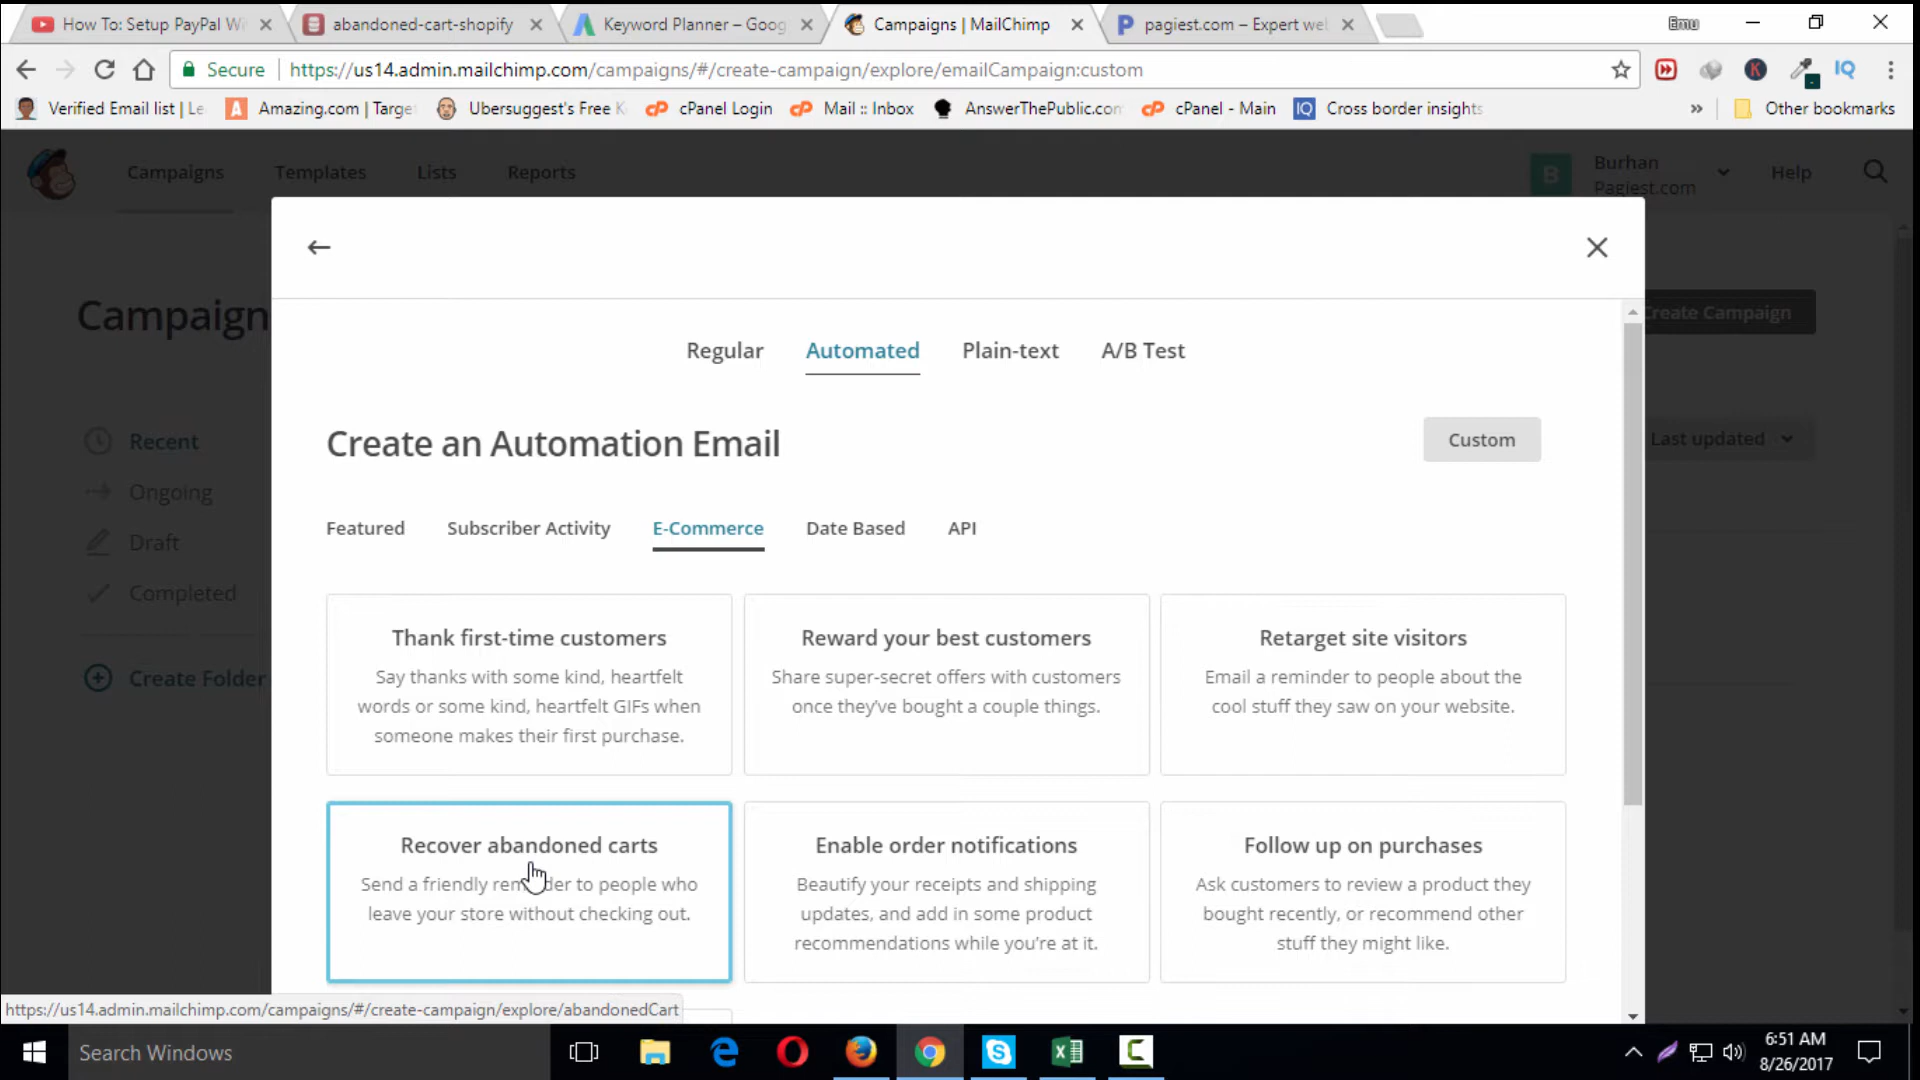 How To: Setup PayPal Wi
abandoned-cart-shopify
Keyword Planner – Goog
Campaigns | MailChimp
pagiest.com – Expert we
Emu
Secure
https://us14.admin.mailchimp.com/campaigns/#/create-campaign/explore/emailCampaign:custom
Verified Email list | Le
Amazing.com | Targe
Ubersuggest's Free K
cPanel Login
Mail :: Inbox
AnswerThePublic.com
cPanel - Main
Cross border insights
Other bookmarks
Campaigns
Templates
Lists
Reports
B
Burhan
Pagiest.com
Help
Campaign
Create Campaign
Regular
Automated
Plain-text
A/B Test
Create an Automation Email
Custom
Recent
Last updated
Ongoing
Draft
Completed
Create Folder
Featured
Subscriber Activity
E-Commerce
Date Based
API
Thank first-time customers
Say thanks with some kind, heartfelt
words or some kind, heartfelt GIFs when
someone makes their first purchase.
Reward your best customers
Share super-secret offers with customers
once they've bought a couple things.
Retarget site visitors
Email a reminder to people about the
cool stuff they saw on your website.
Recover abandoned carts
Send a friendly reminder to people who
leave your store without checking out.
Enable order notifications
Beautify your receipts and shipping
updates, and add in some product
recommendations while you're at it.
Follow up on purchases
Ask customers to review a product they
bought recently, or recommend other
stuff they might like.
https://us14.admin.mailchimp.com/campaigns/#/create-campaign/explore/abandonedCart
Search Windows
6:51 AM
8/26/2017